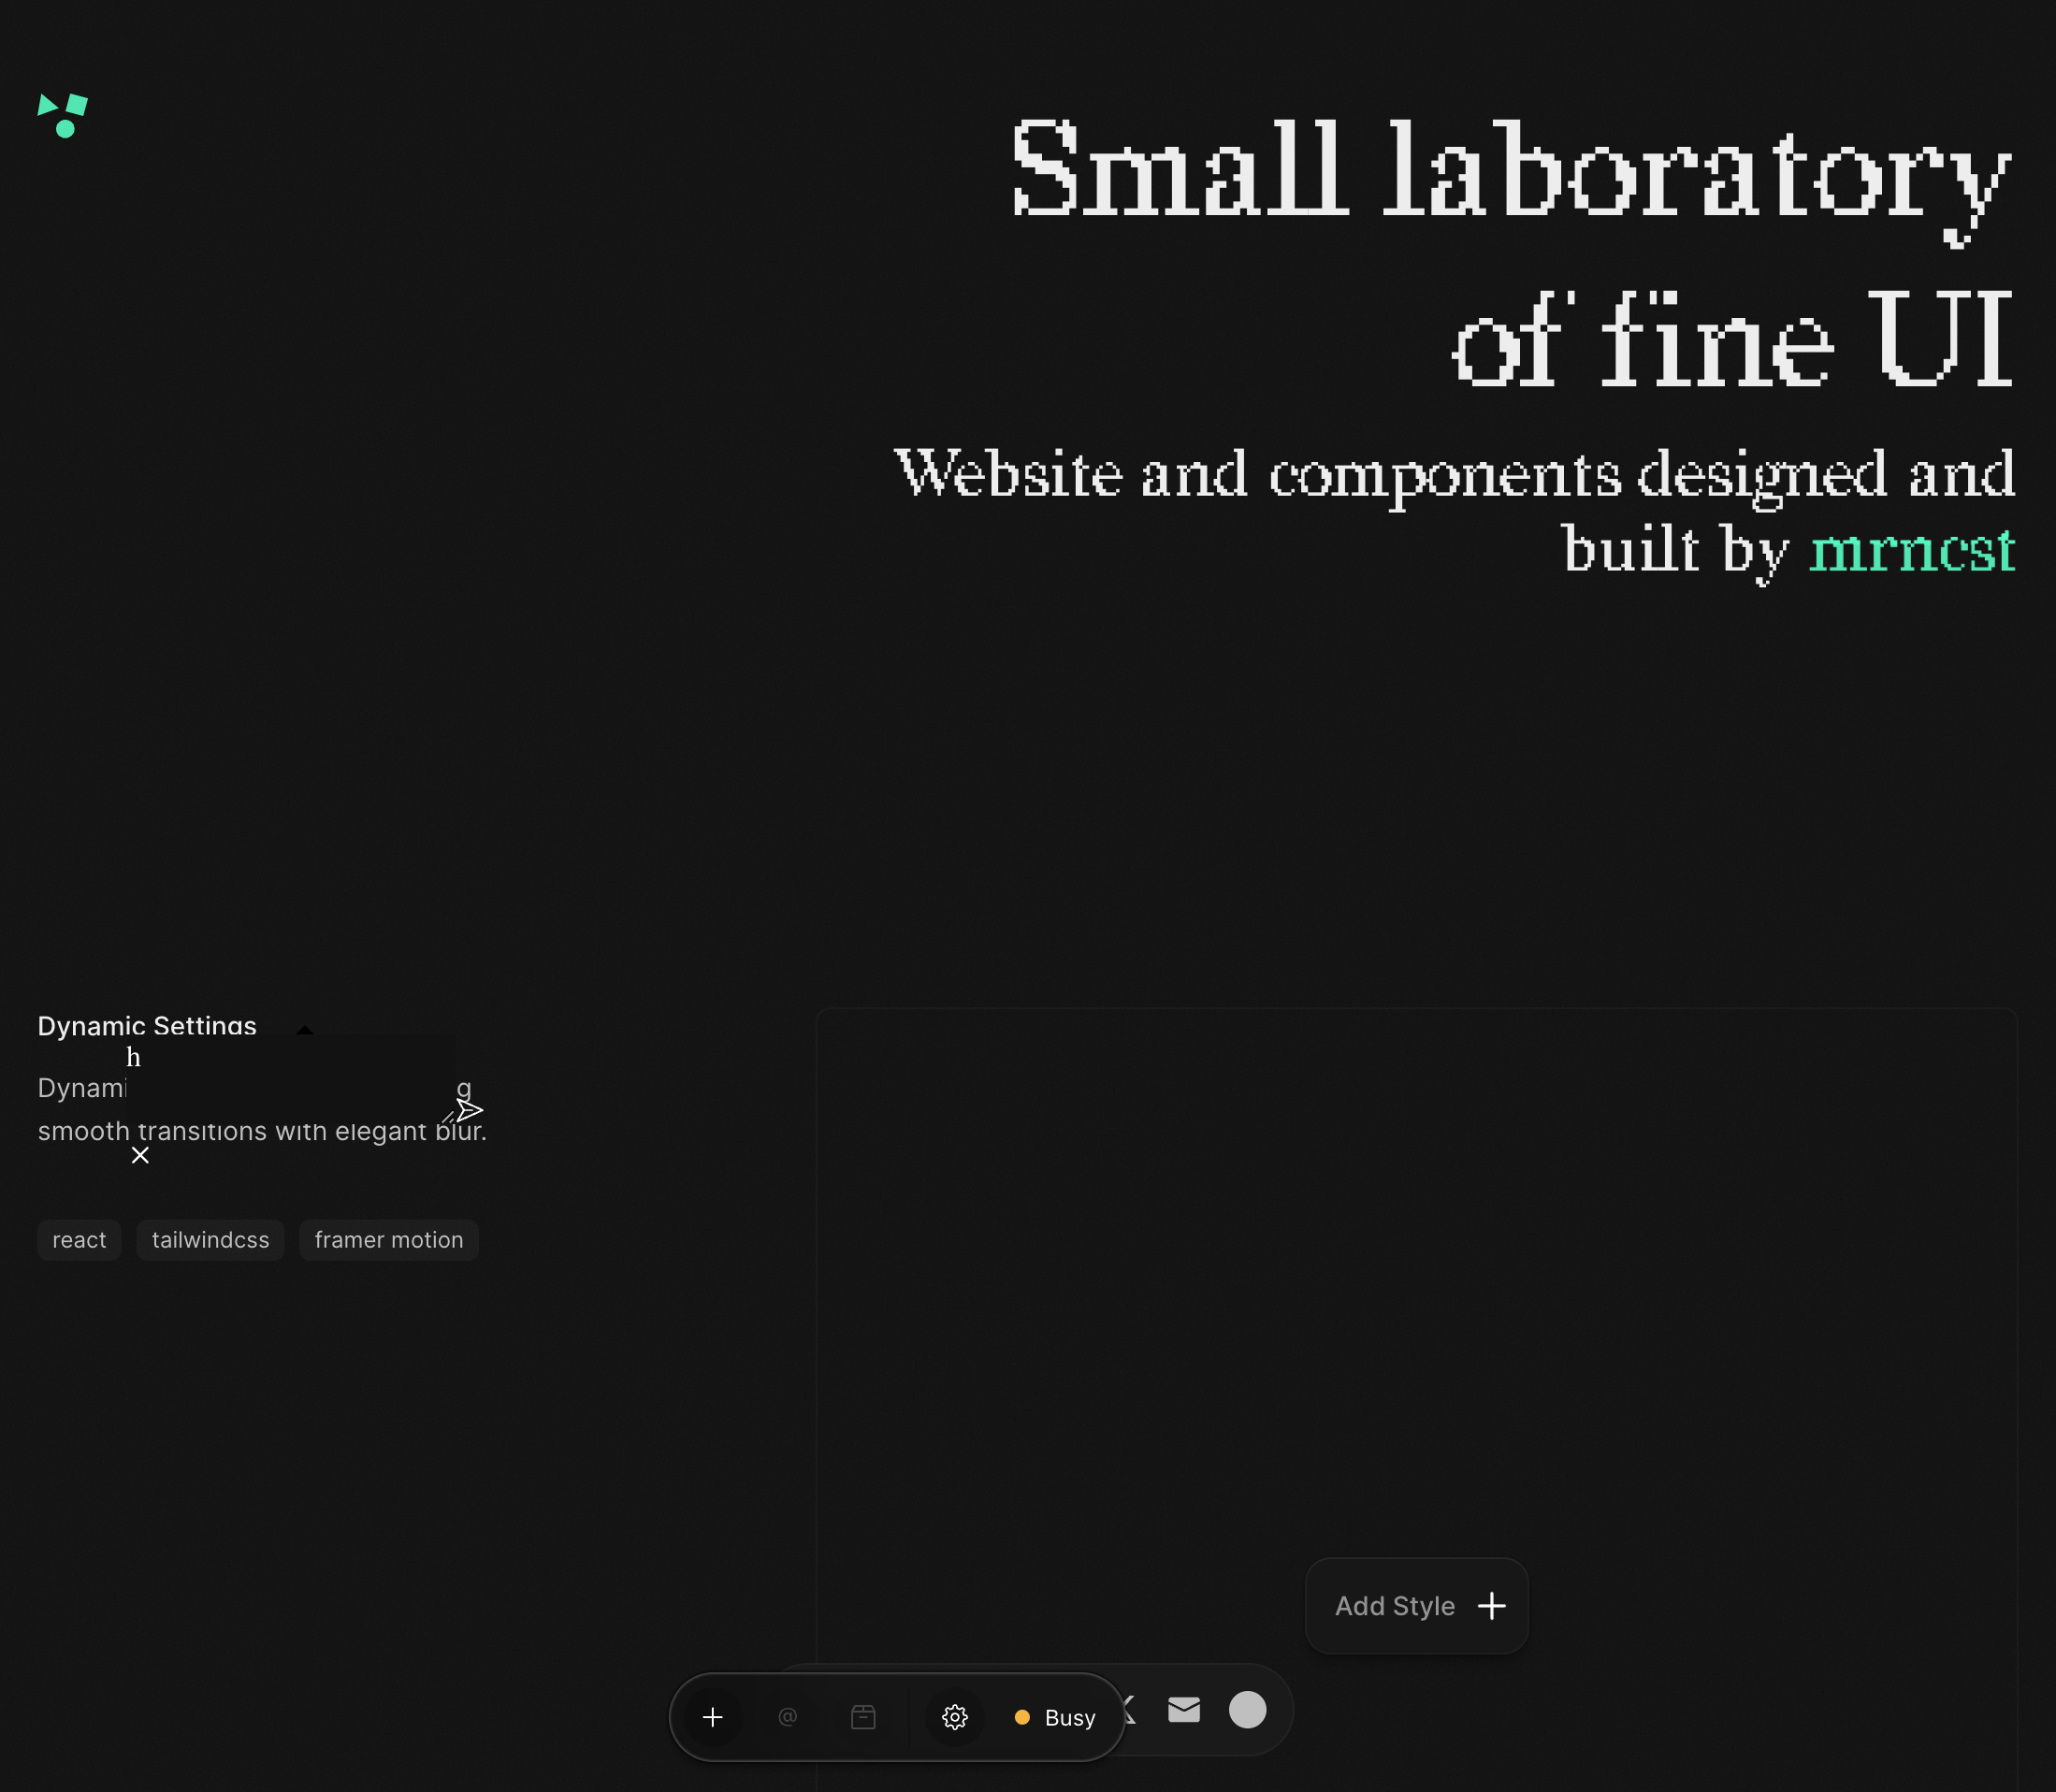 Small laboratory
of fine UI
Website and components designed and
built by mrncst
Dynamic Settings
h
smooth transitions with elegant blur.
react
tailwindcss
framer motion
Add Style
@
Busy